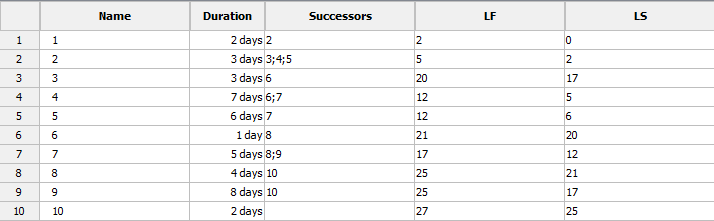 Name Duration Successors LF LS
1 1 2 days 2 2 0
2 2 3 days 3;4;5 5 2
3 3 3 days 6 20 17
4 4 7 days 6;7 12 5
5 5 6 days 7 12 6
6 6 1 day 8 21 20
7 7 5 days 8;9 17 12
8 8 4 days 10 25 21
9 9 8 days 10 25 17
10 10 2 days 27 25